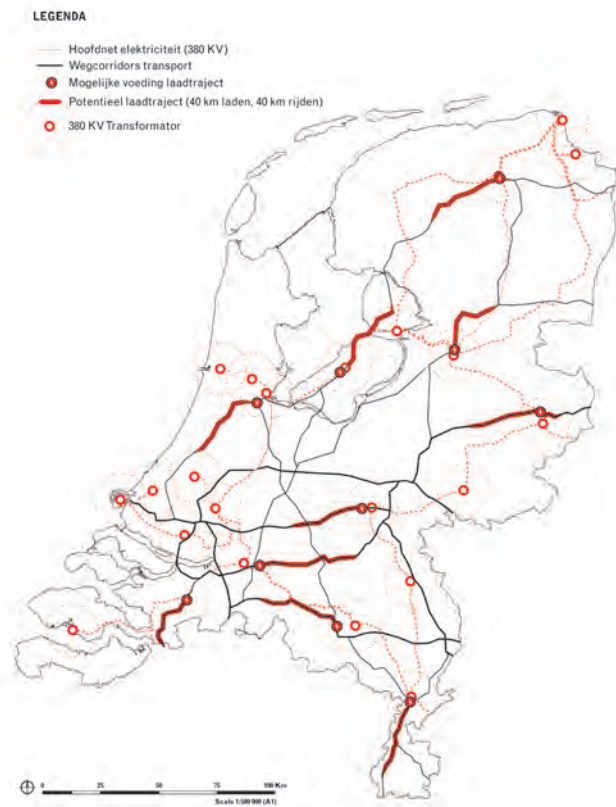 LEGENDA
Hoofdnet elektriciteit (380 KV)
Wegcorridors transport
Mogelijke voeding laadtraject
Potentieel laadtraject (40 km laden, 40 km rijden)
380 KV Transformator
0 25 50 75 100 Km
Scale 1:500 000 (A1)